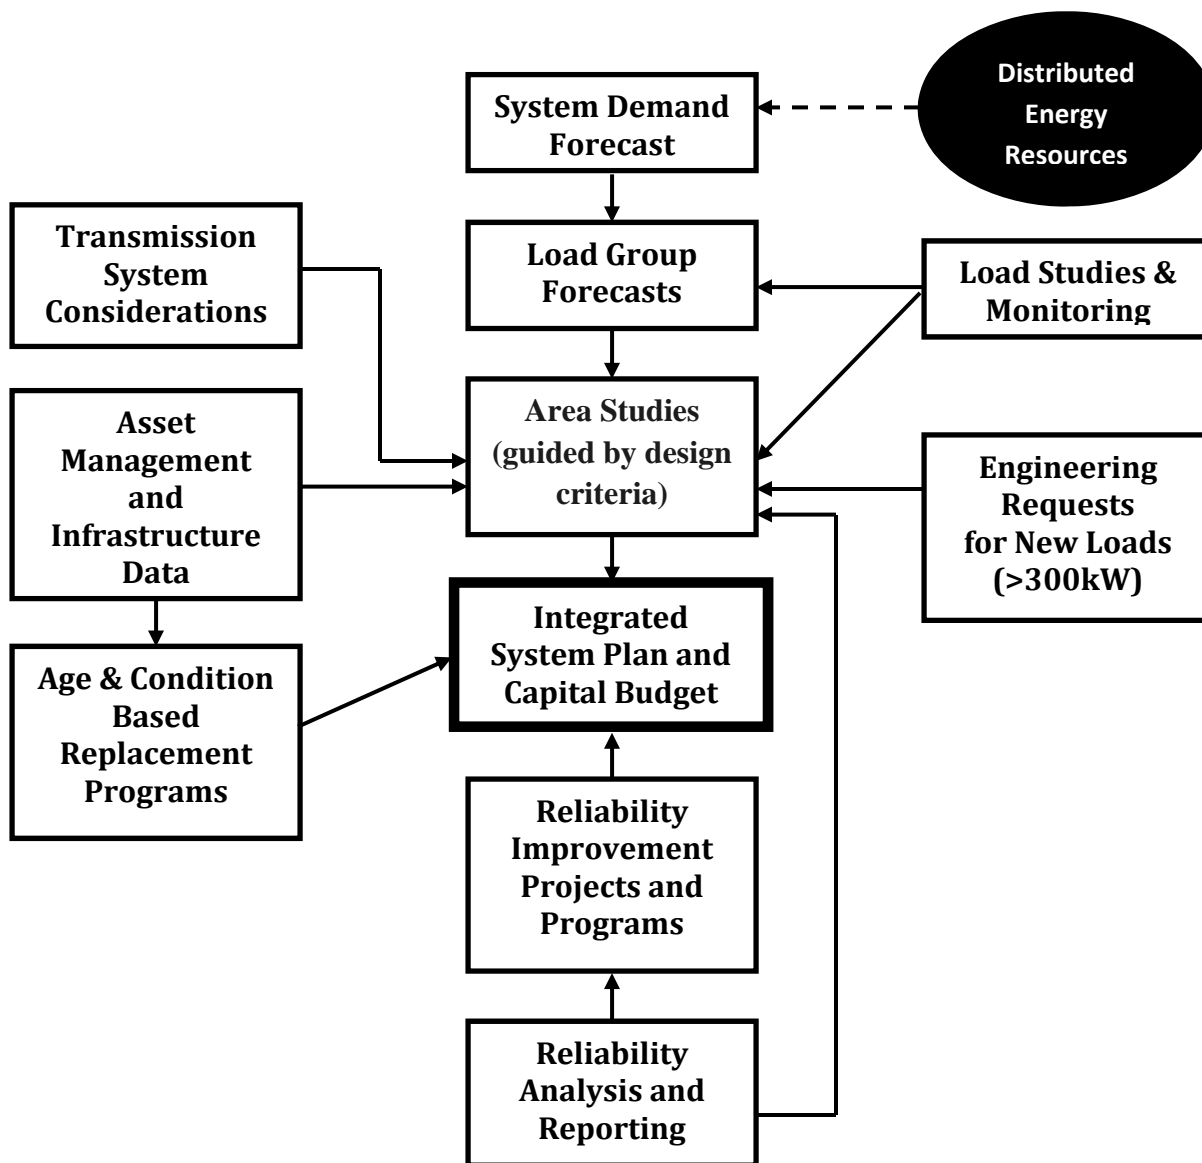 Distributed
Energy
Resources
System Demand
Forecast
Transmission
System
Considerations
Load Group
Forecasts
Load Studies &
Monitoring
Asset
Management
and
Infrastructure
Data
Area Studies
(guided by design
criteria)
Engineering
Requests
for New Loads
(>300kW)
Integrated
System Plan and
Capital Budget
Age & Condition
Based
Replacement
Programs
Reliability
Improvement
Projects and
Programs
Reliability
Analysis and
Reporting